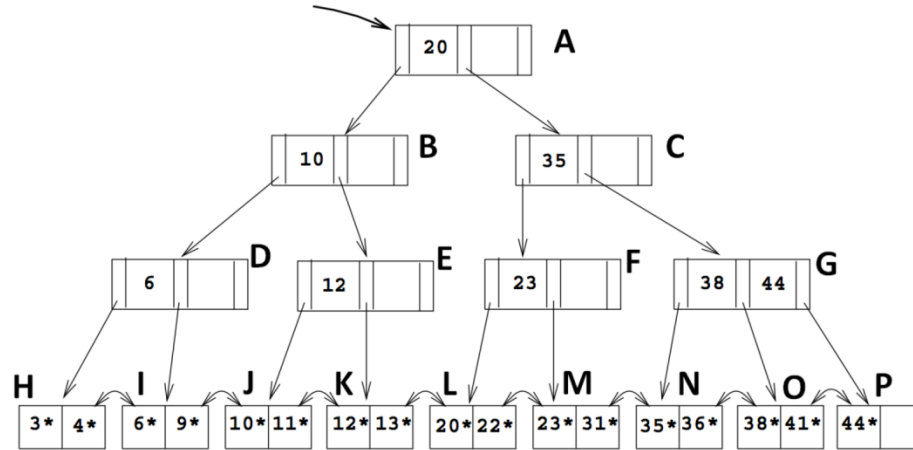 20 A
10 B 35 C
6 D 12 E 23 F 38 44 G
H I J K L M N O P
3* 4* 6* 9* 10* 11* 12* 13* 20* 22* 23* 31* 35* 36* 38* 41* 44*